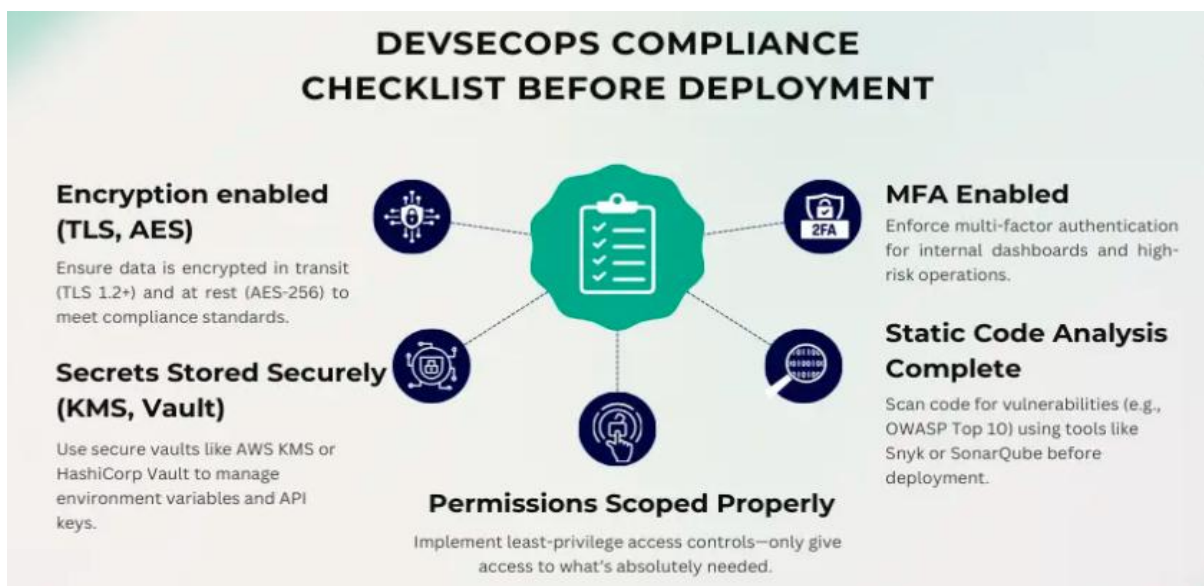 DEVSECOPS COMPLIANCE
CHECKLIST BEFORE DEPLOYMENT
Encryption enabled
(TLS, AES)
Ensure data is encrypted in transit
(TLS 1.2+) and at rest (AES-256) to
meet compliance standards.
Secrets Stored Securely
(KMS, Vault)
Use secure vaults like AWS KMS or
HashiCorp Vault to manage
environment variables and API
keys.
Permissions Scoped Properly
Implement least-privilege access controls—only give
access to what's absolutely needed.
2FA
MFA Enabled
Enforce multi-factor authentication
for internal dashboards and high-
risk operations.
101100
0100100
010100
Static Code Analysis
Complete
Scan code for vulnerabilities (e.g.,
OWASP Top 10) using tools like
Snyk or SonarQube before
deployment.